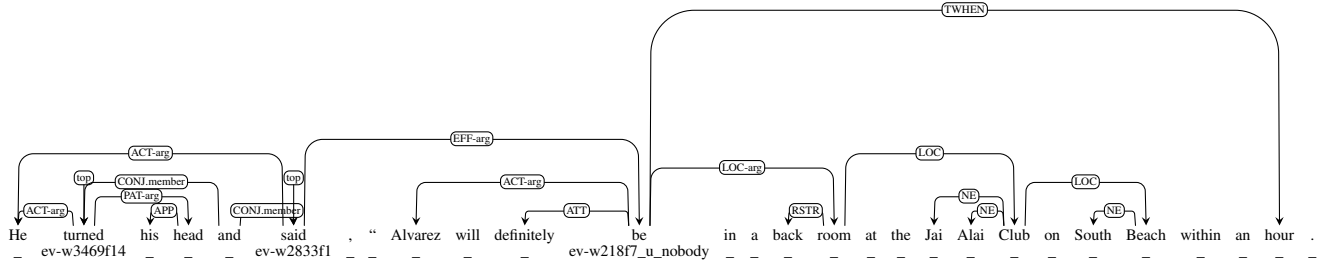 TWHEN
EFF-arg
ACT-arg LOC
top CONJ.member top LOC-arg ACT-arg LOC
PAT-arg NE
ACT-arg APP CONJ.member ATT RSTR NE NE
He turned his head and said , “ Alvarez will definitely be in a back room at the Jai Alai Club on South Beach within an hour .
_ ev-w3469f14 _ _ _ ev-w2833f1 _ _ _ _ _ ev-w218f7_u_nobody _ _ _ _ _ _ _ _ _ _ _ _ _ _ _ _